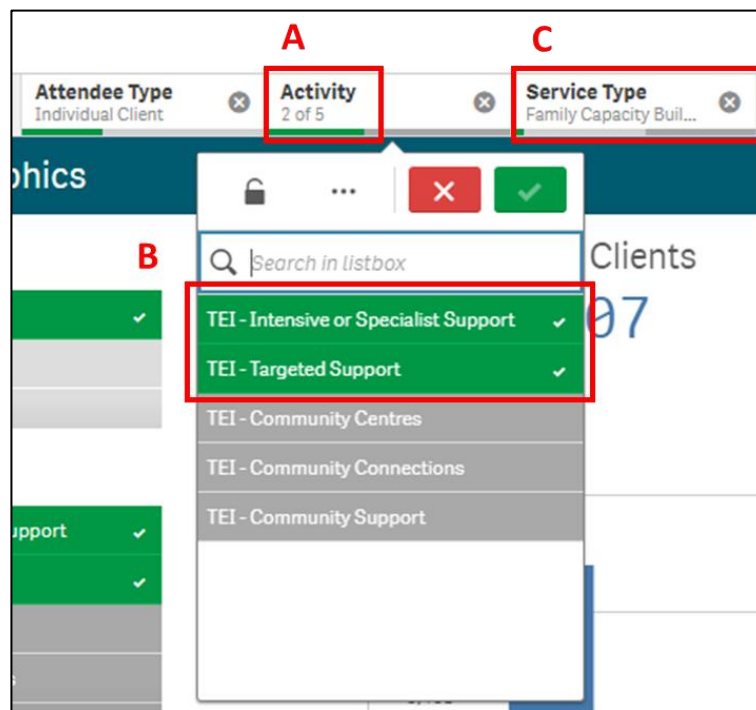 A
C
Attendee Type
Individual Client
Activity
2 of 5
Service Type
Family Capacity Buil...
phics
B
Search in listbox
Clients
07
TEI - Intensive or Specialist Support
TEI - Targeted Support
TEI - Community Centres
TEI - Community Connections
upport
TEI - Community Support
s